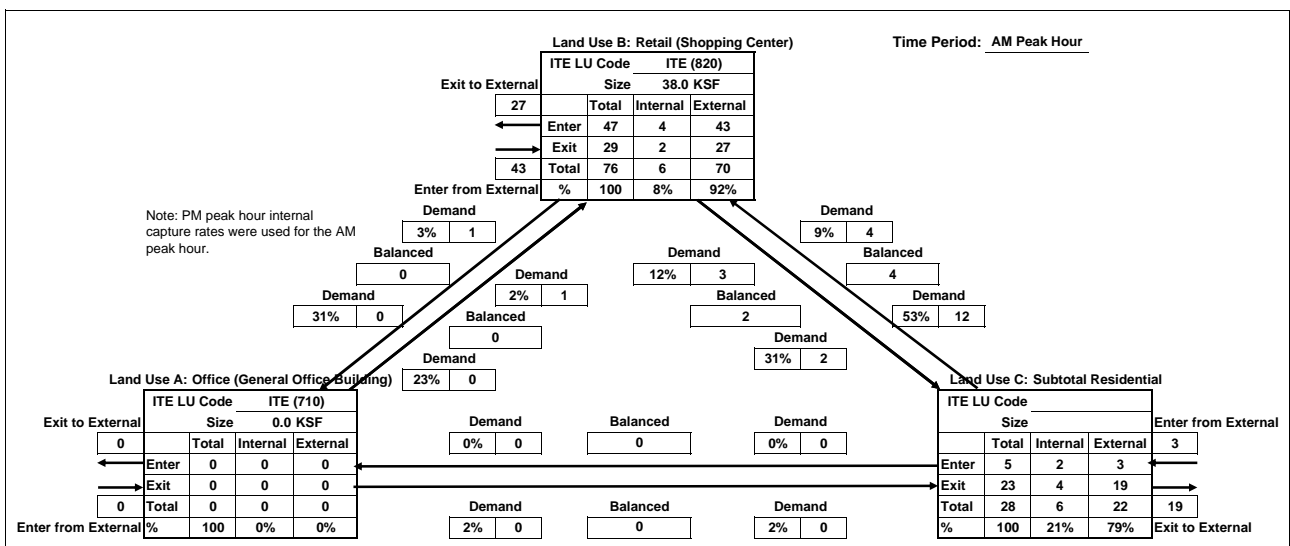 Land Use B: Retail (Shopping Center)
Time Period: AM Peak Hour
ITE LU Code ITE (820)
Exit to External Size 38.0 KSF
27 Total Internal External
Enter 47 4 43
Exit 29 2 27
43 Total 76 6 70
Enter from External % 100 8% 92%
Note: PM peak hour internal
capture rates were used for the AM
peak hour.
Demand
3% 1
Balanced
0
Demand
31% 0
Demand
2% 1
Balanced
0
Demand
23% 0
Demand
12% 3
Balanced
2
Demand
31% 2
Demand
9% 4
Balanced
4
Demand
53% 12
Land Use A: Office (General Office Building)
ITE LU Code ITE (710)
Exit to External Size 0.0 KSF
0 Total Internal External
Enter 0 0 0
Exit 0 0 0
0 Total 0 0 0
Enter from External % 100 0% 0%
Demand Balanced Demand
0% 0 0 0% 0
Demand Balanced Demand
2% 0 0 2% 0
Land Use C: Subtotal Residential
ITE LU Code
Size Enter from External
Total Internal External 3
Enter 5 2 3
Exit 23 4 19
Total 28 6 22 19
% 100 21% 79% Exit to External